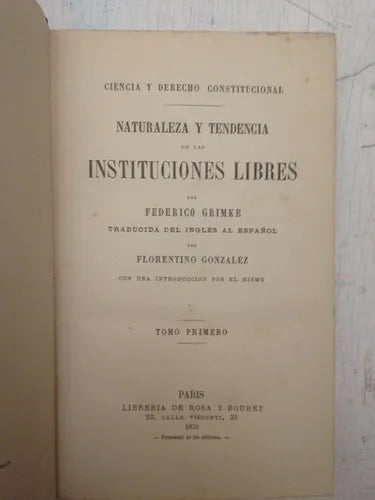 CIENCIA Y DERECHO CONSTITUCIONAL
NATURALEZA Y TENDENCIA
DE LAS
INSTITUCIONES LIBRES
POR
FEDERICO GRIMKE
TRADUCIDA DEL INGLES AL ESPAÑOL
POR
FLORENTINO GONZALEZ
CON UNA INTRODUCCION POR EL MISMO
TOMO PRIMERO
PARIS
LIBRERIA DE ROSA Y BOURET
23, CALLE VISCONTI, 23
1870
— Propiedad de los editores. —